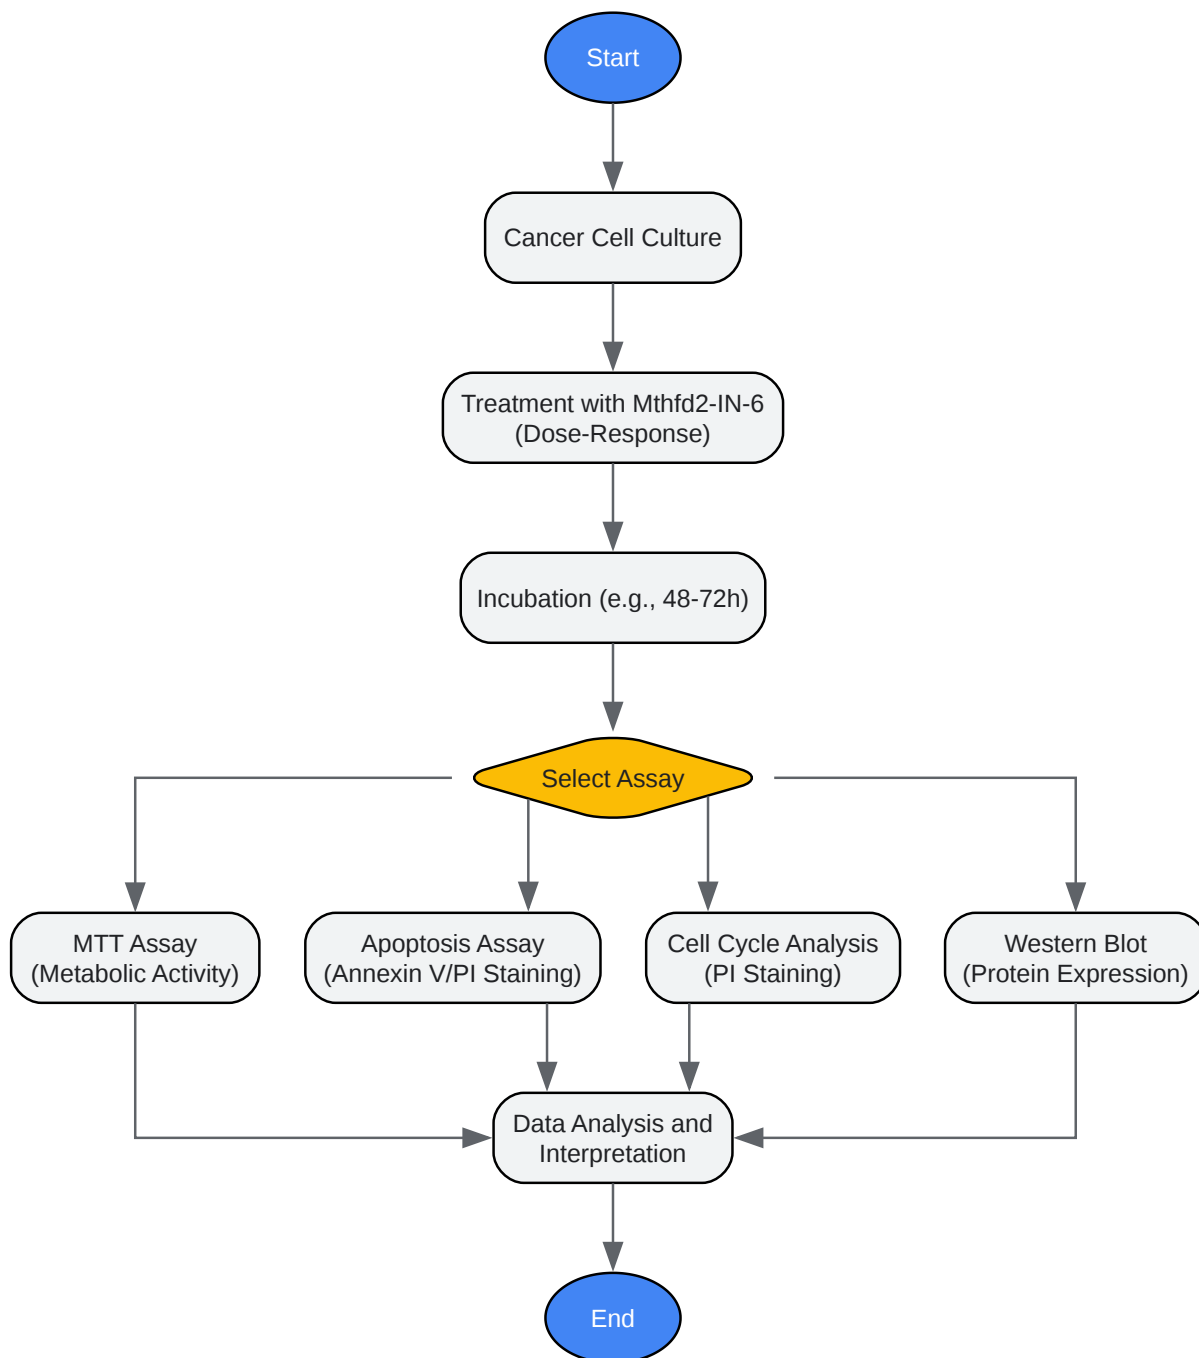 Start
Cancer Cell Culture
Treatment with Mthfd2-IN-6
(Dose-Response)
Incubation (e.g., 48-72h)
Select Assay
MTT Assay
(Metabolic Activity)
Apoptosis Assay
(Annexin V/PI Staining)
Cell Cycle Analysis
(PI Staining)
Western Blot
(Protein Expression)
Data Analysis and
Interpretation
End